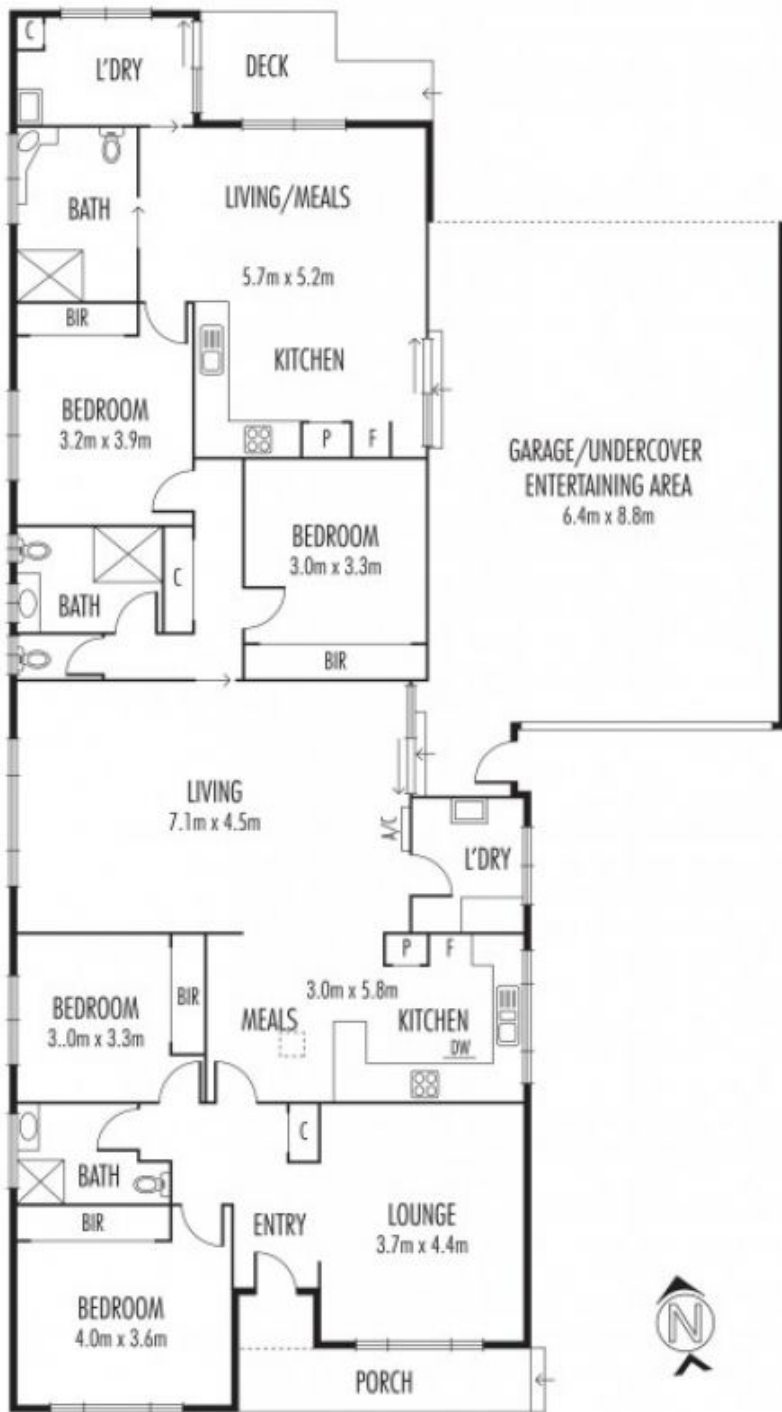 C
L'DRY
DECK
BATH
LIVING/MEALS
5.7m x 5.2m
BIR
KITCHEN
BEDROOM
3.2m x 3.9m
P
F
GARAGE/UNDERCOVER
ENTERTAINING AREA
6.4m x 8.8m
BEDROOM
3.0m x 3.3m
C
BATH
BIR
LIVING
7.1m x 4.5m
A/C
L'DRY
P
F
BEDROOM
3..0m x 3.3m
BIR
3.0m x 5.8m
MEALS
KITCHEN
DW
C
BATH
BIR
ENTRY
LOUNGE
3.7m x 4.4m
BEDROOM
4.0m x 3.6m
N
PORCH